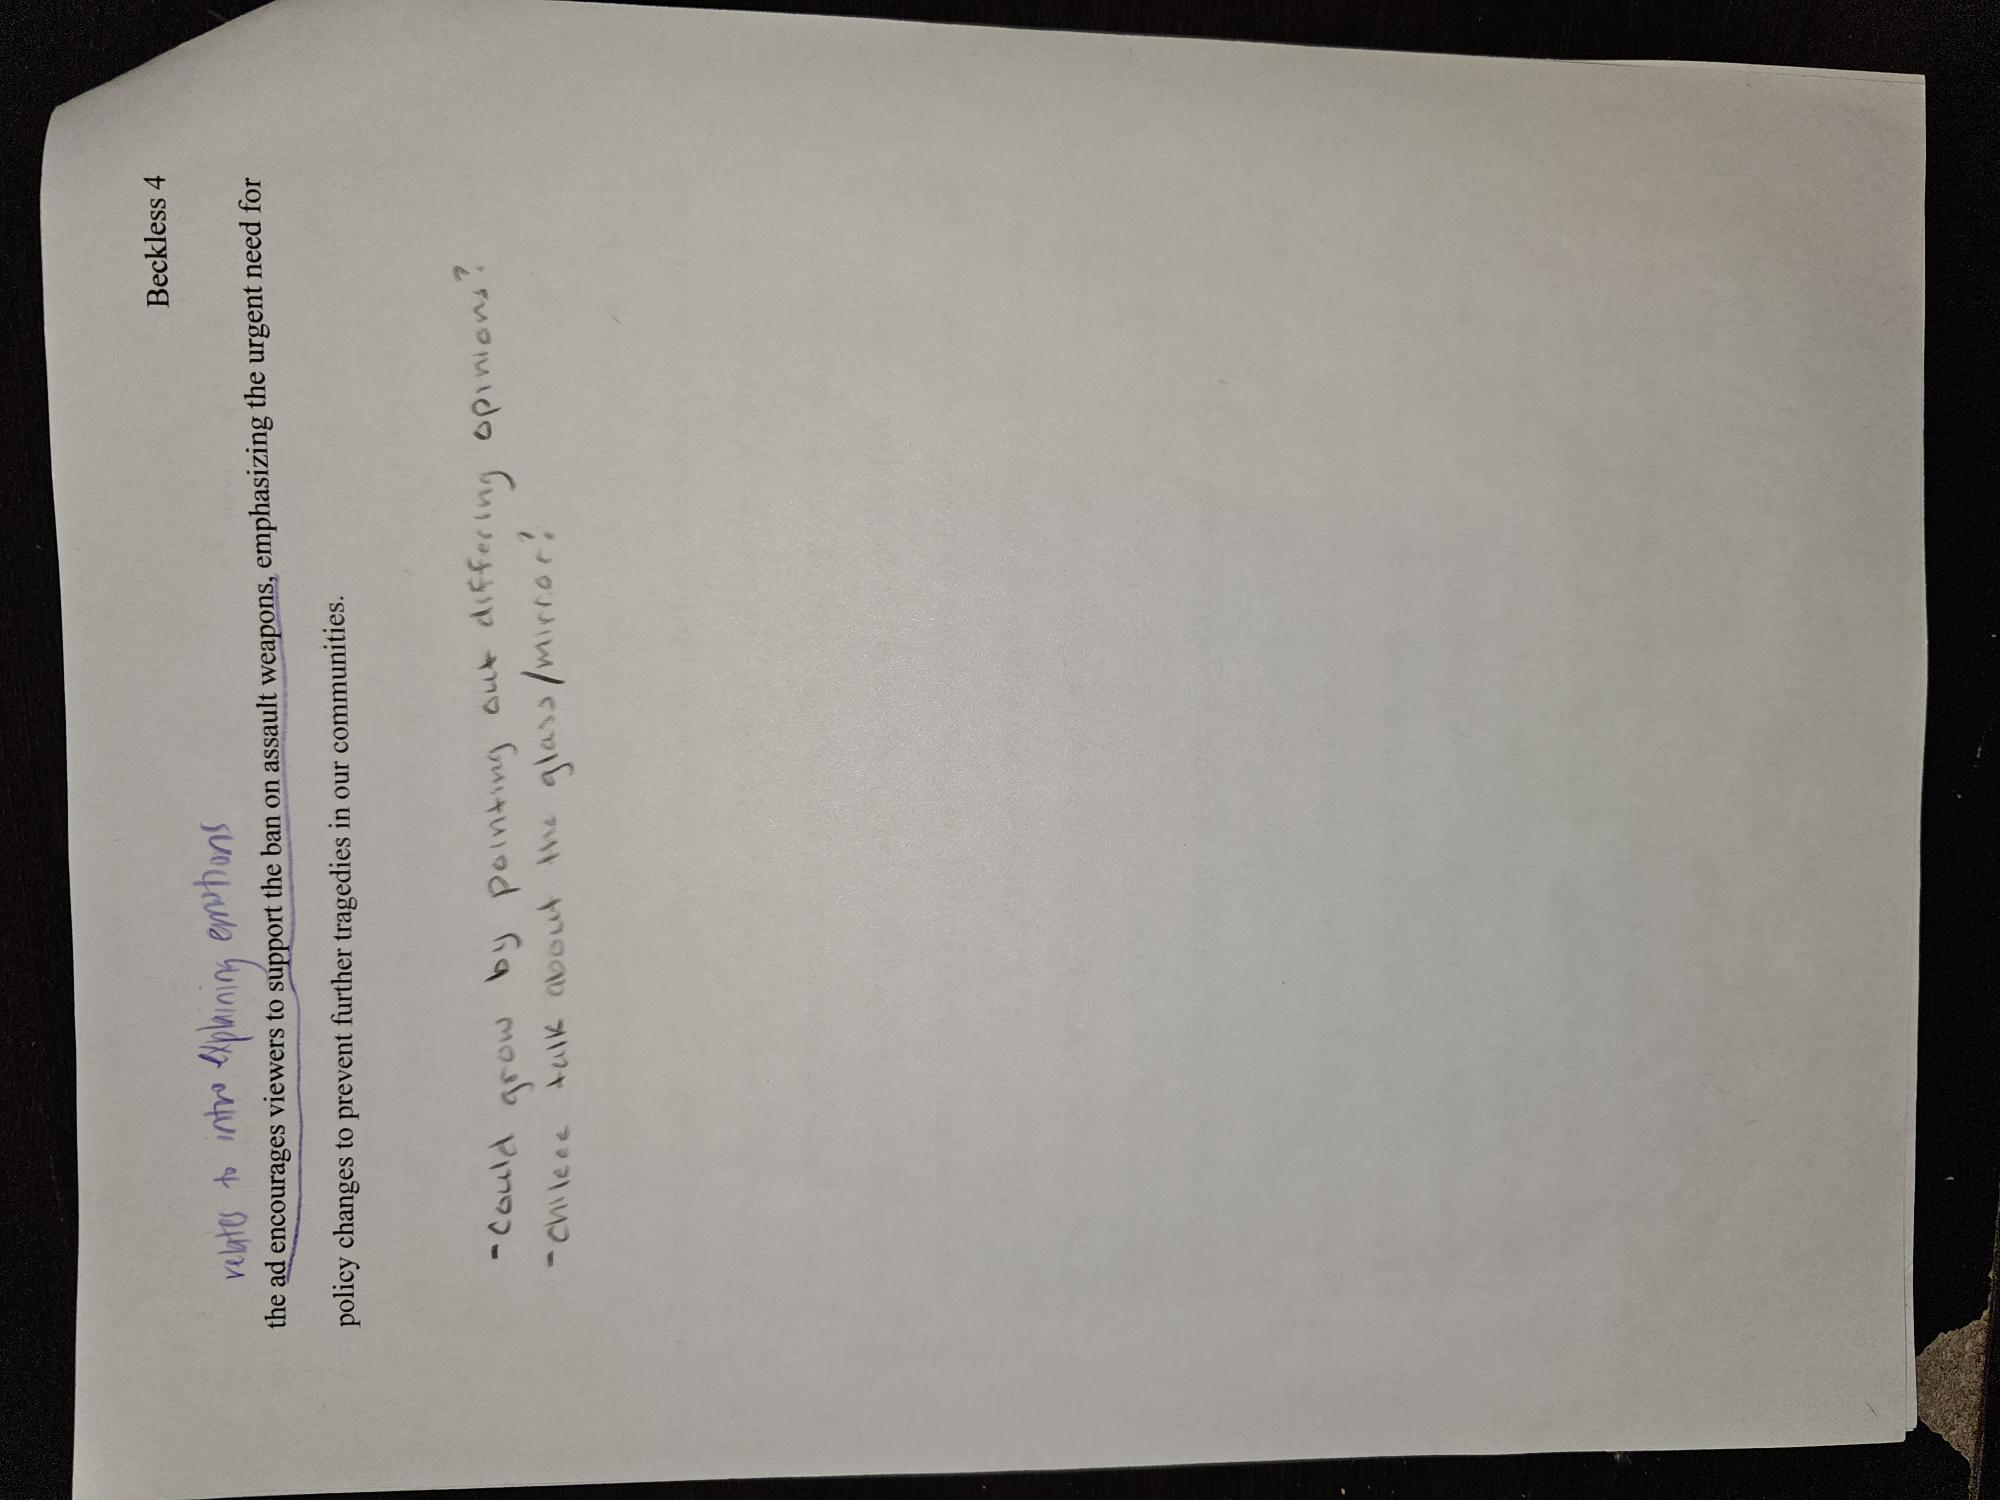 Beckless 4
relates to intro explaining emotions
the ad encourages viewers to support the ban on assault weapons, emphasizing the urgent need for
policy changes to prevent further tragedies in our communities.
- Could grow by pointing out differing opinions?
- talk about the glass/mirror?